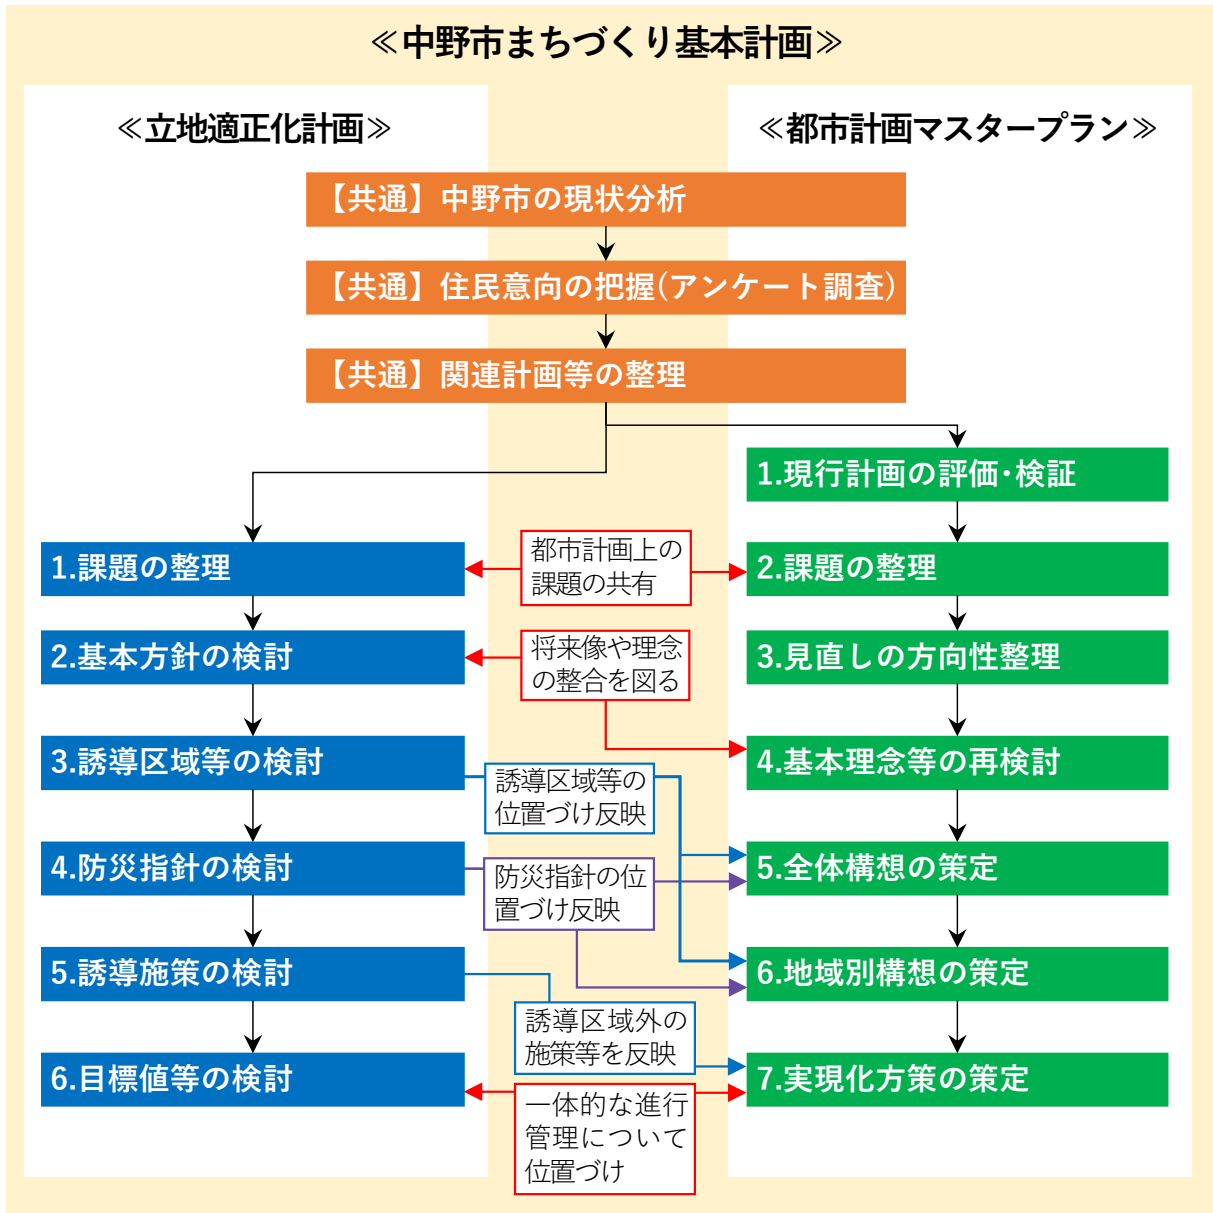 ≪中野市まちづくり基本計画≫
≪立地適正化計画≫
≪都市計画マスタープラン≫
【共通】中野市の現状分析
【共通】住民意向の把握(アンケート調査)
【共通】関連計画等の整理
1.現行計画の評価･検証
1.課題の整理
都市計画上の
課題の共有
2.課題の整理
2.基本方針の検討
将来像や理念
の整合を図る
3.見直しの方向性整理
3.誘導区域等の検討
誘導区域等の
位置づけ反映
4.基本理念等の再検討
4.防災指針の検討
防災指針の位
置づけ反映
5.全体構想の策定
5.誘導施策の検討
6.地域別構想の策定
誘導区域外の
施策等を反映
6.目標値等の検討
7.実現化方策の策定
一体的な進行
管理について
位置づけ